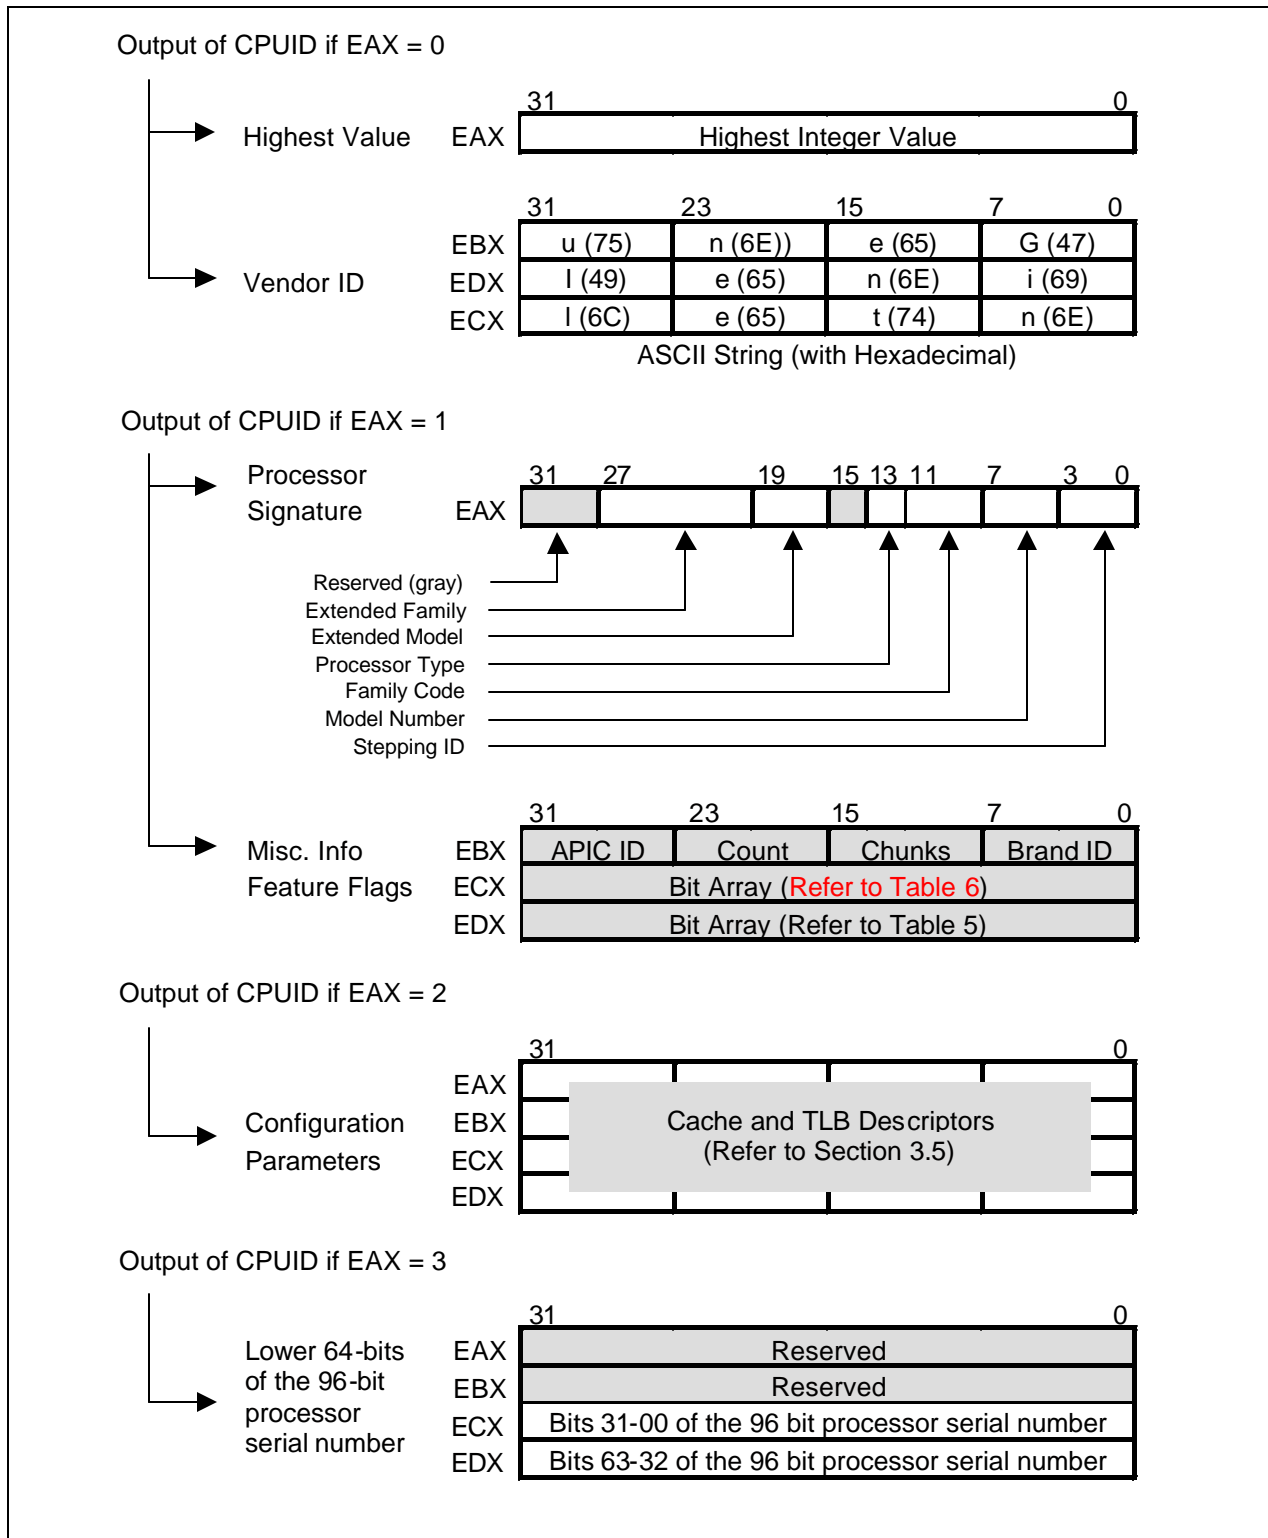 Output of CPUID if EAX = 0
31 0
Highest Value EAX Highest Integer Value
31 23 15 7 0
EBX u (75) n (6E)) e (65) G (47)
Vendor ID EDX I (49) e (65) n (6E) i (69)
ECX l (6C) e (65) t (74) n (6E)
ASCII String (with Hexadecimal)
Output of CPUID if EAX = 1
Processor 31 27 19 15 13 11 7 3 0
Signature EAX
Reserved (gray)
Extended Family
Extended Model
Processor Type
Family Code
Model Number
Stepping ID
31 23 15 7 0
Misc. Info EBX APIC ID Count Chunks Brand ID
Feature Flags ECX Bit Array (Refer to Table 6)
EDX Bit Array (Refer to Table 5)
Output of CPUID if EAX = 2
31 0
EAX
Configuration EBX Cache and TLB Descriptors
Parameters ECX (Refer to Section 3.5)
EDX
Output of CPUID if EAX = 3
31 0
Lower 64-bits EAX Reserved
of the 96-bit EBX Reserved
processor ECX Bits 31-00 of the 96 bit processor serial number
serial number EDX Bits 63-32 of the 96 bit processor serial number